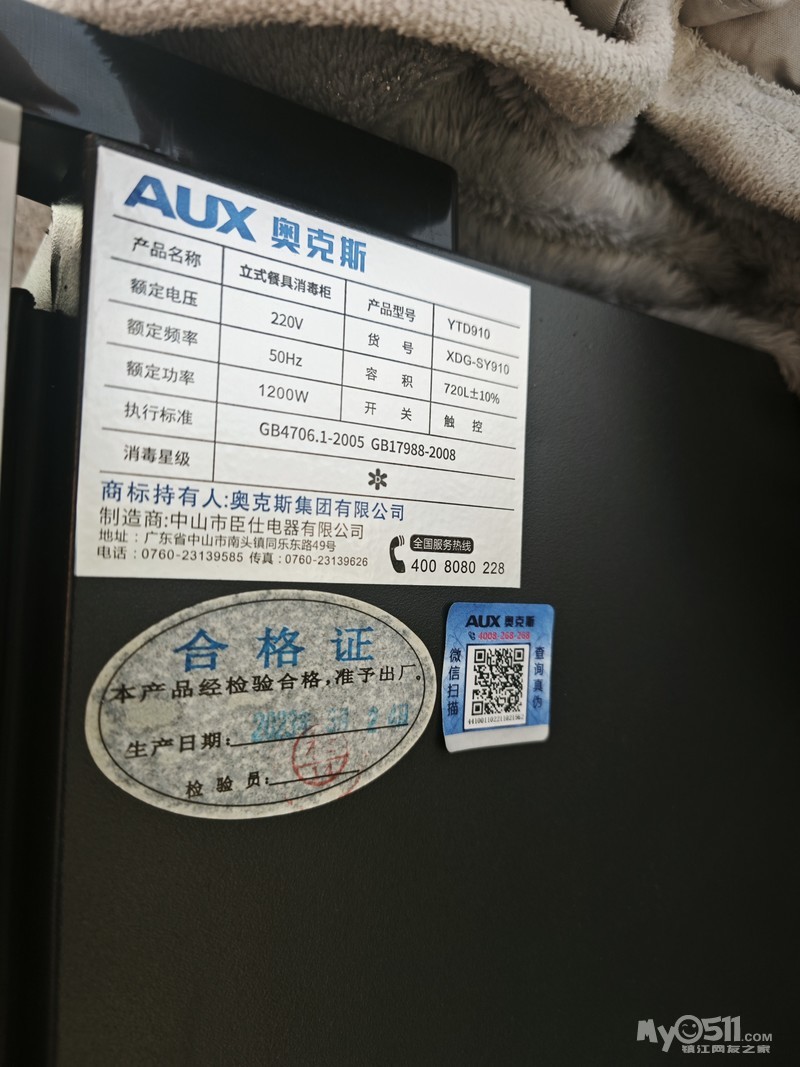 AUX 奥克斯
产品名称 立式餐具消毒柜 产品型号 YTD910
额定电压 220V 货 号 XDG-SY910
额定频率 50Hz 容 积 720L±10%
额定功率 1200W 开 关 触 控
执行标准 GB4706.1-2005 GB17988-2008
消毒星级
商标持有人:奥克斯集团有限公司
制造商:中山市臣仕电器有限公司
地址：广东省中山市南头镇同乐东路49号
电话：0760-23139585 传真：0760-23139626
全国服务热线
400 8080 228
合格证
本产品经检验合格,准予出厂。
生产日期:
检验员:
AUX 奥克斯
4008-268-268
微信扫描
查询真伪
My0511.COM
镇江网友之家